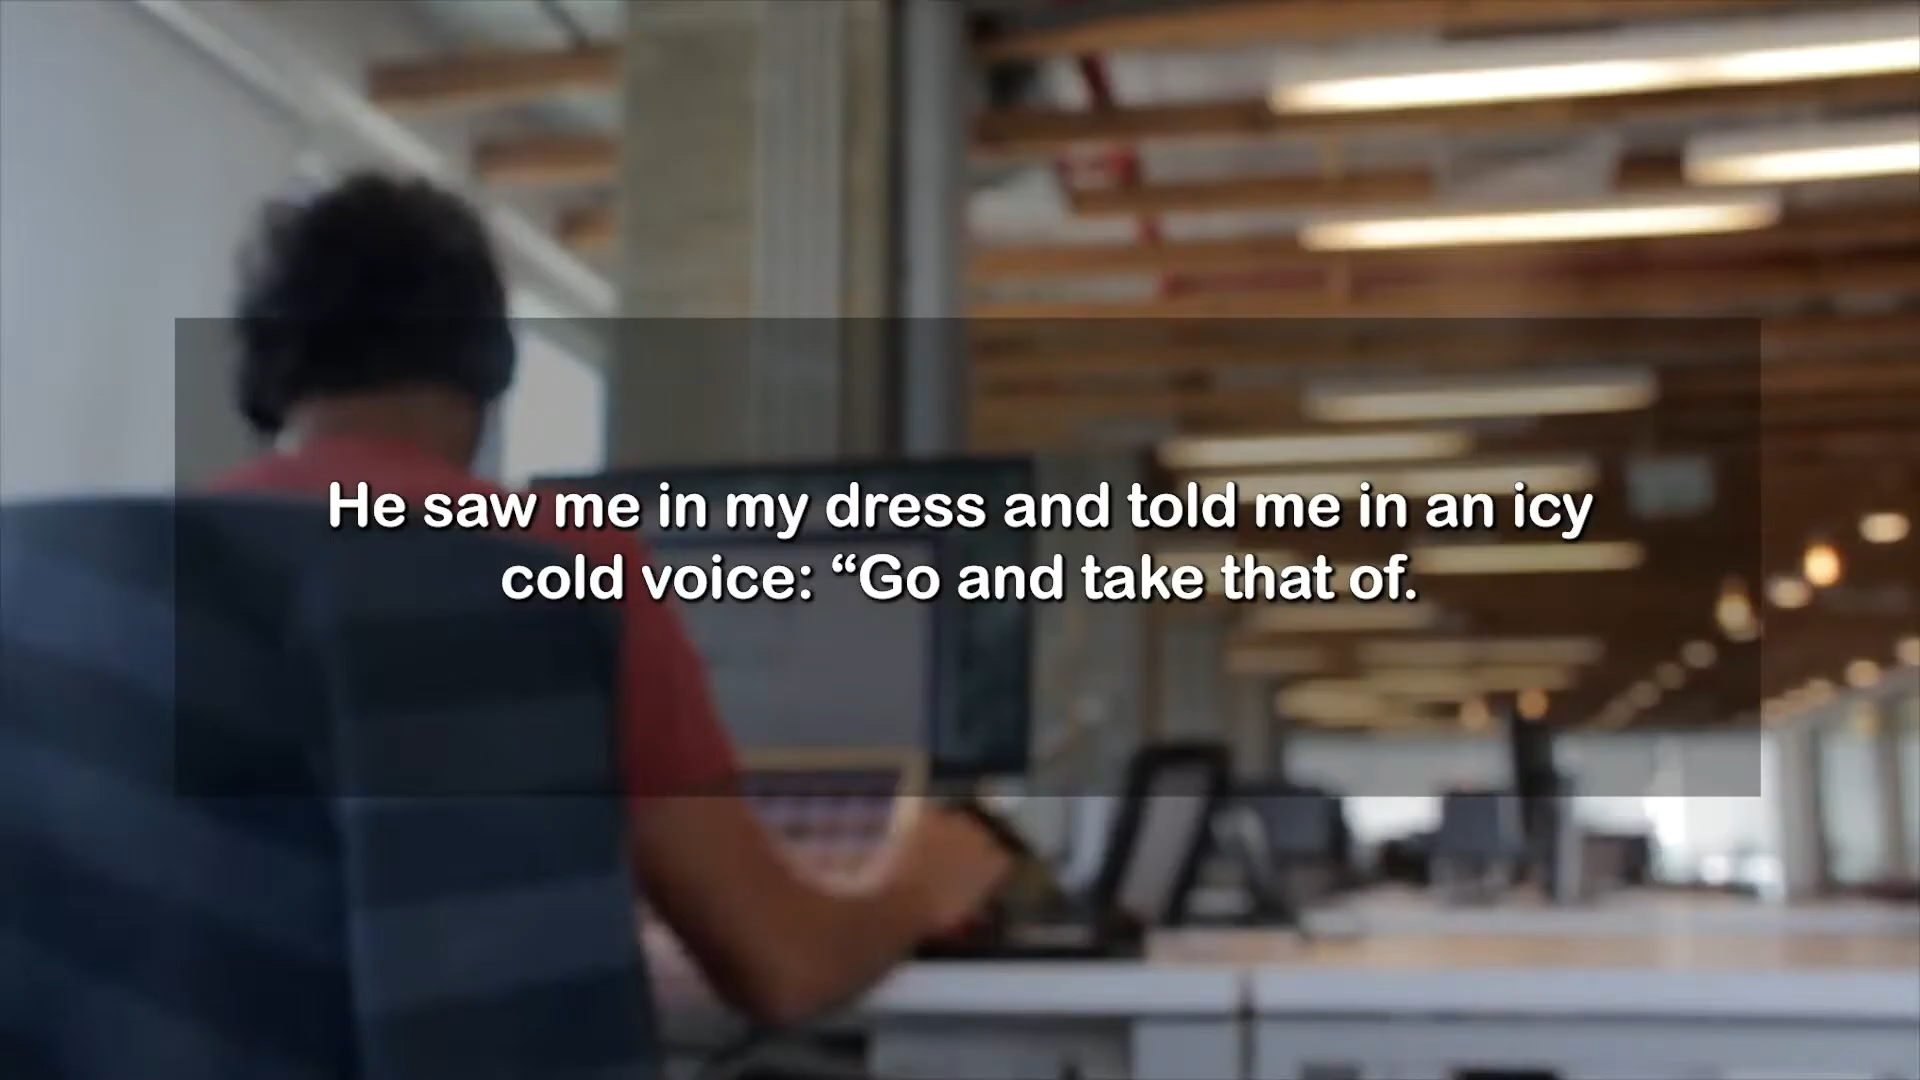 He saw me in my dress and told me in an icy
cold voice: “Go and take that of.